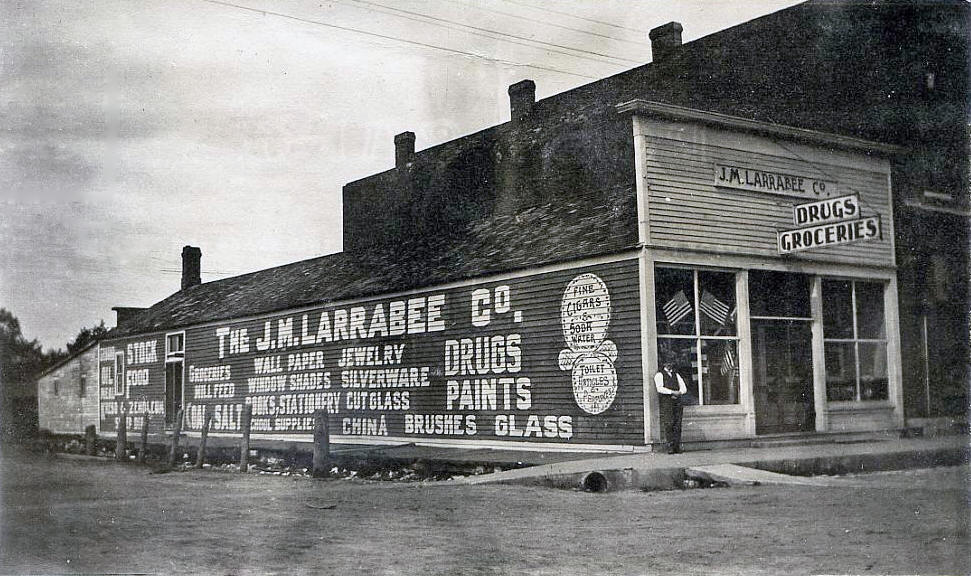 J.M. LARRABEE CO.
DRUGS
GROCERIES
THE J.M. LARRABEE CO.
STOCK
FOOD
GROCERIES
MILL FEED
SALT
WALL PAPER
WINDOW SHADES
BOOKS, STATIONERY
SCHOOL SUPPLIES
JEWELRY
SILVERWARE
CUT GLASS
CHINA
DRUGS
PAINTS
BRUSHES GLASS
FINE
CIGARS
&
SODA
WATER
TOILET
ARTICLES
&
PERFUMES